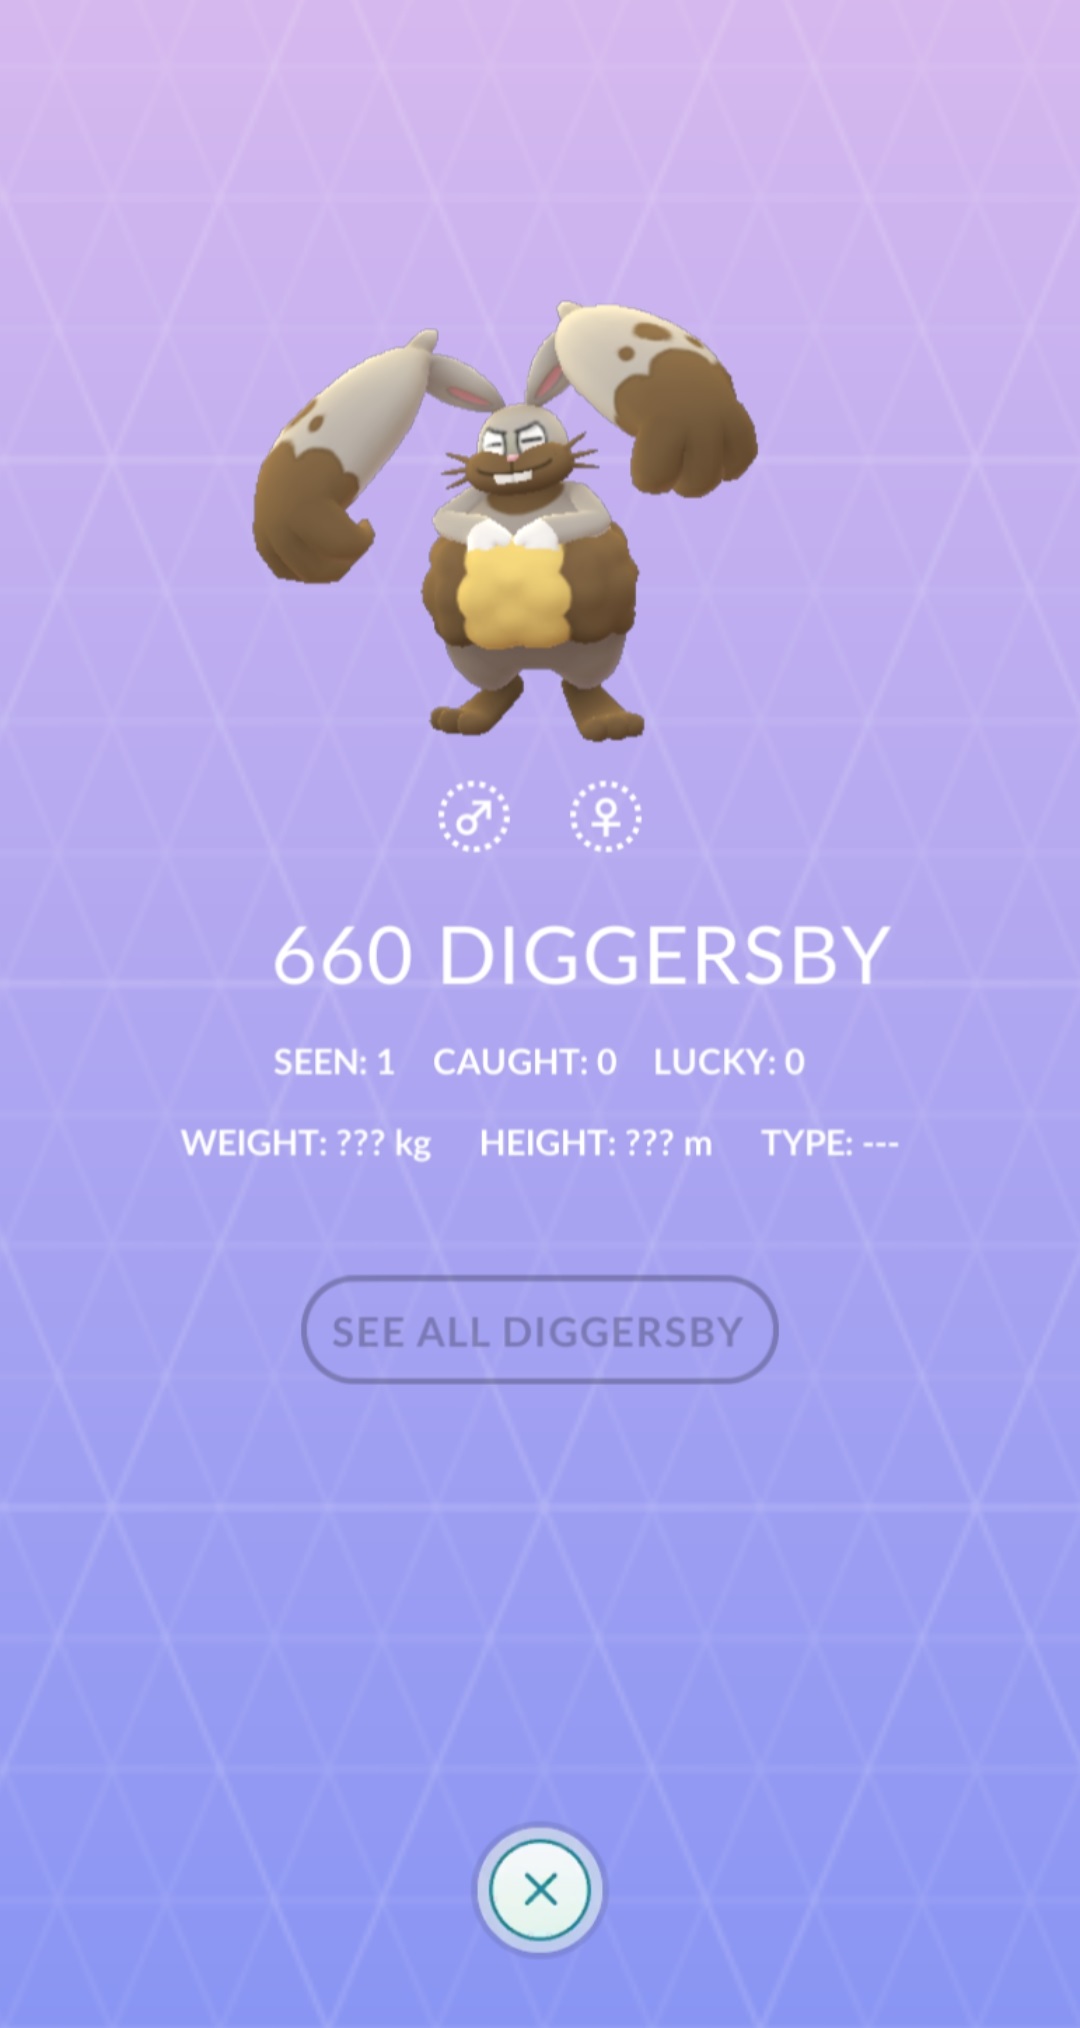 660 DIGGERSBY
SEEN: 1 CAUGHT: 0 LUCKY: 0
WEIGHT: ??? kg HEIGHT: ??? m TYPE: ---
SEE ALL DIGGERSBY